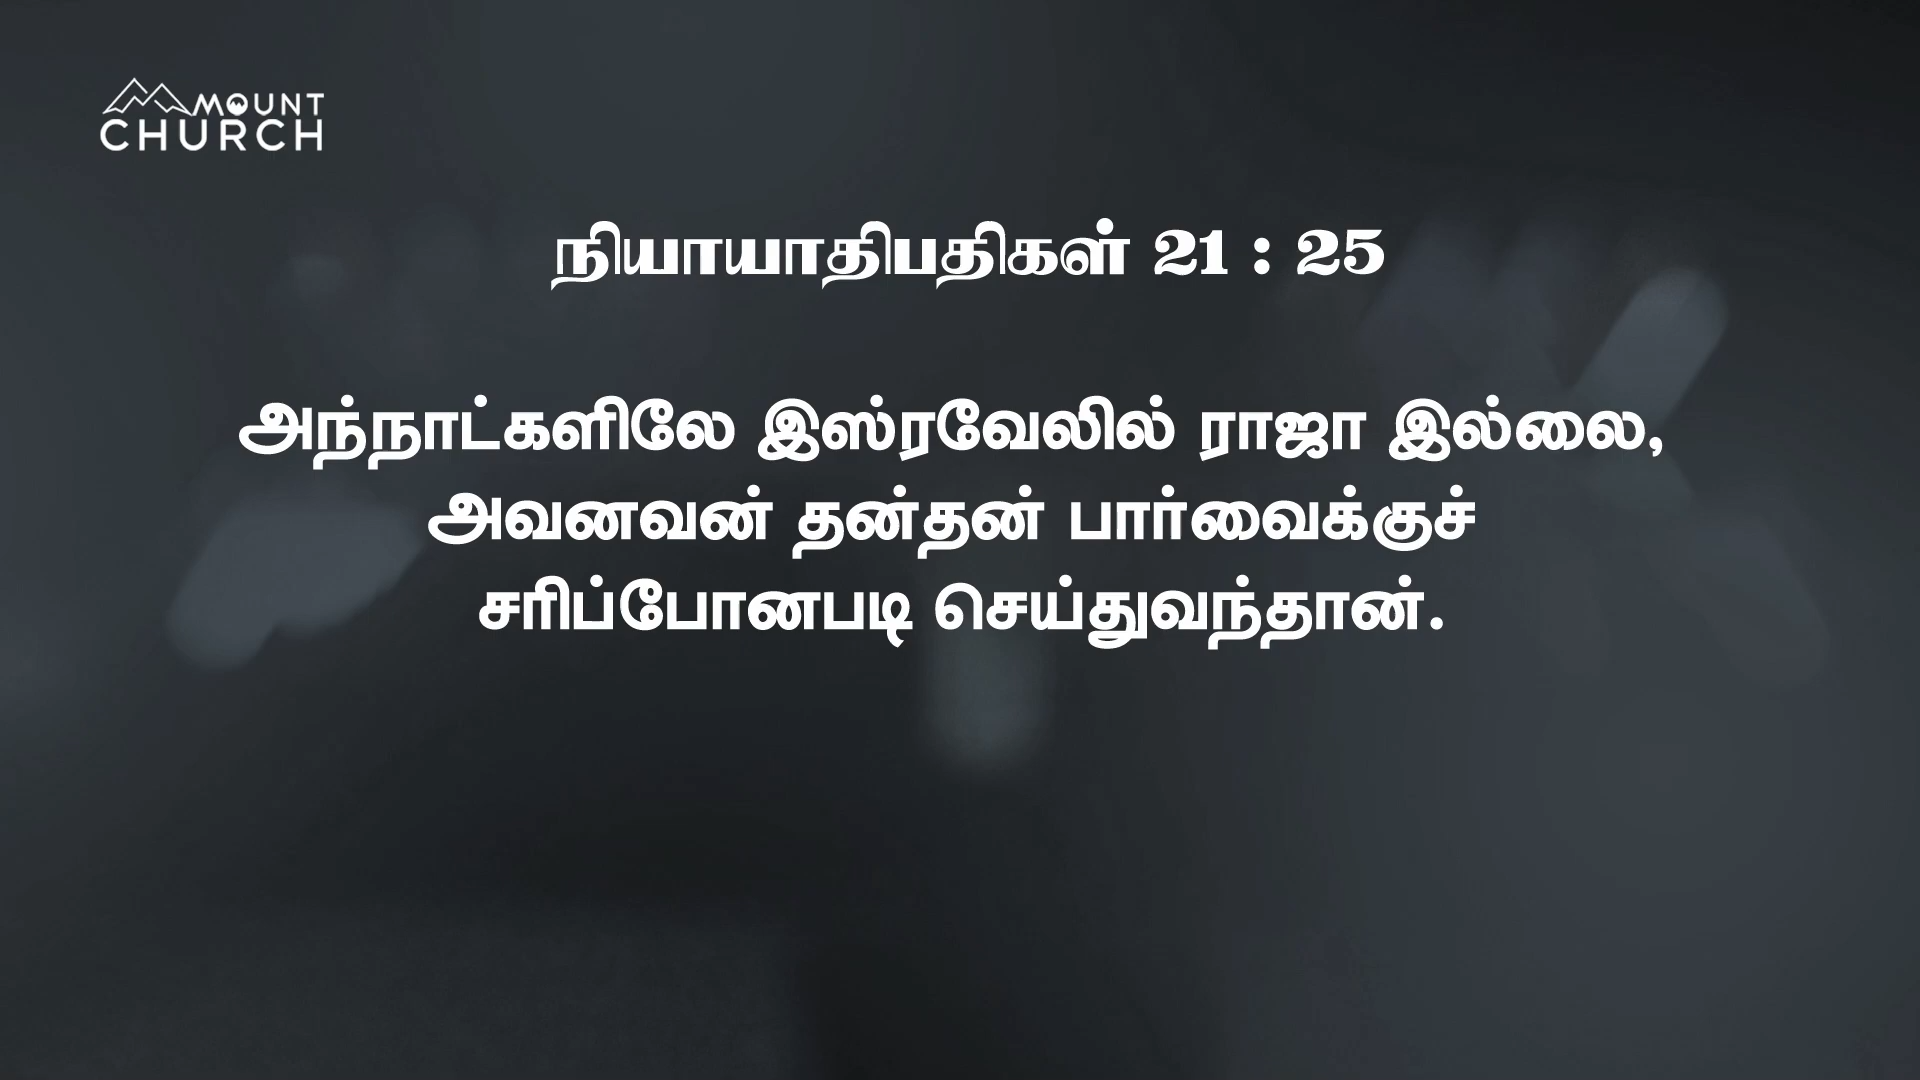 MOUNT
CHURCH
நியாயாதிபதிகள் 21 : 25
அந்நாட்களிலே இஸ்ரவேலில் ராஜா இல்லை,
அவனவன் தன்தன் பார்வைக்குச்
சரிப்போனபடி செய்துவந்தான்.